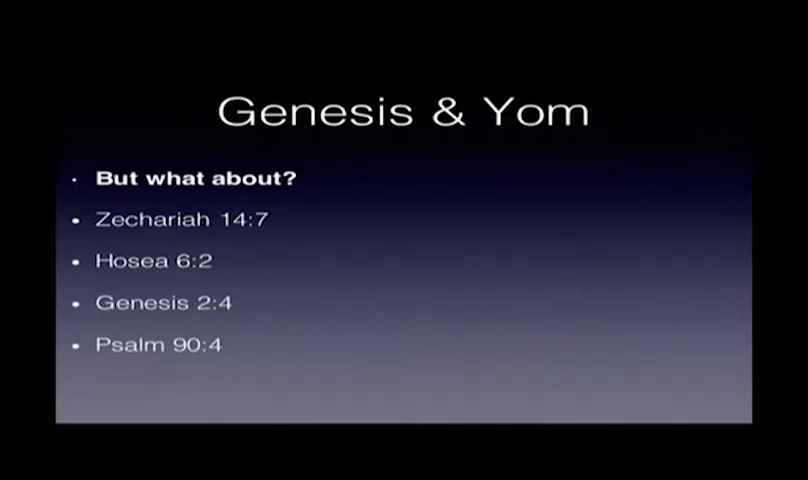 Genesis & Yom
But what about?
Zechariah 14:7
Hosea 6:2
Genesis 2:4
Psalm 90:4